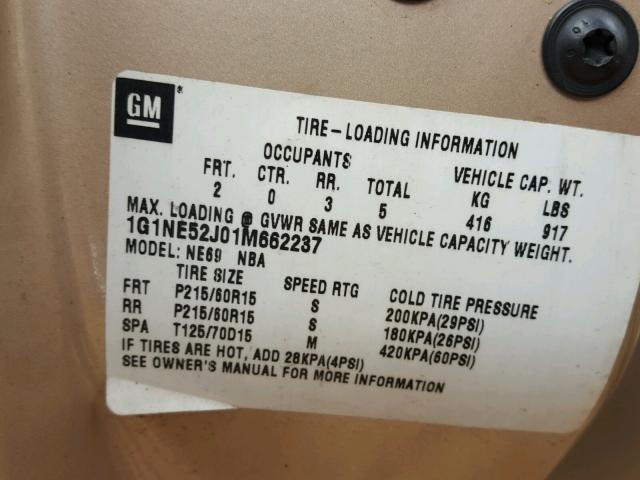 GM
TIRE-LOADING INFORMATION
OCCUPANTS VEHICLE CAP. WT.
FRT. CTR. RR. TOTAL KG LBS
2 0 3 5 416 917
MAX. LOADING @ GVWR SAME AS VEHICLE CAPACITY WEIGHT.
1G1NE52J01M662237
MODEL: NE69 NBA
TIRE SIZE SPEED RTG COLD TIRE PRESSURE
FRT P215/60R15 S 200KPA(29PSI)
RR P215/60R15 S 180KPA(26PSI)
SPA T125/70D15 M 420KPA(60PSI)
IF TIRES ARE HOT, ADD 28KPA(4PSI)
SEE OWNER'S MANUAL FOR MORE INFORMATION